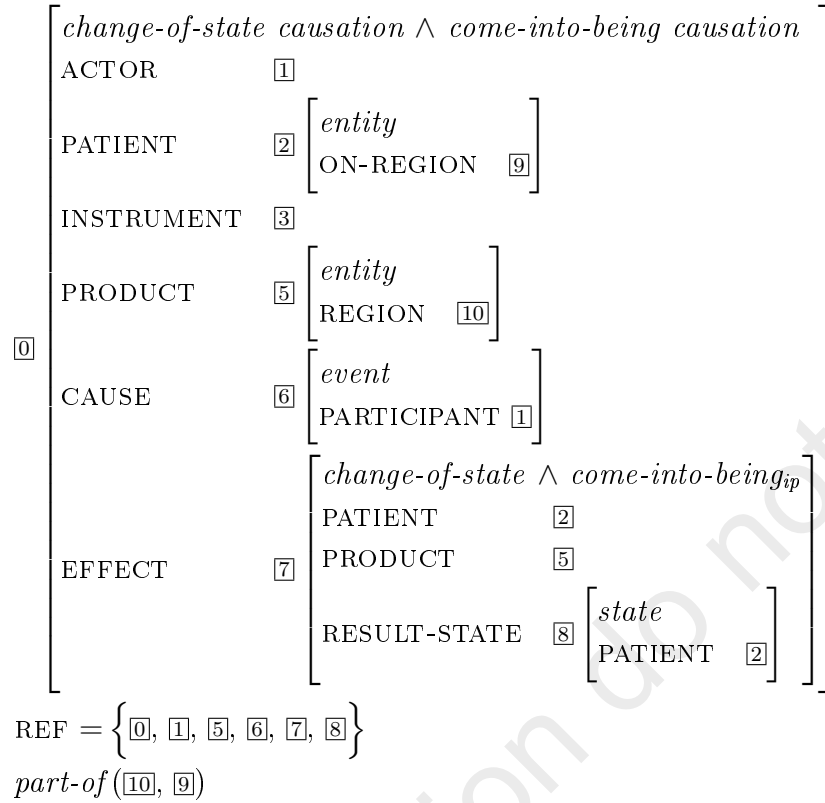 change-of-state causation ∧ come-into-being causation
ACTOR 1
PATIENT 2 entity
ON-REGION 9
INSTRUMENT 3
PRODUCT 5 entity
REGION 10
0
CAUSE 6 event
PARTICIPANT 1
EFFECT 7 change-of-state ∧ come-into-being_ip
PATIENT 2
PRODUCT 5
RESULT-STATE 8 state
PATIENT 2
REF = {0, 1, 5, 6, 7, 8}
part-of(10, 9)
ion do not